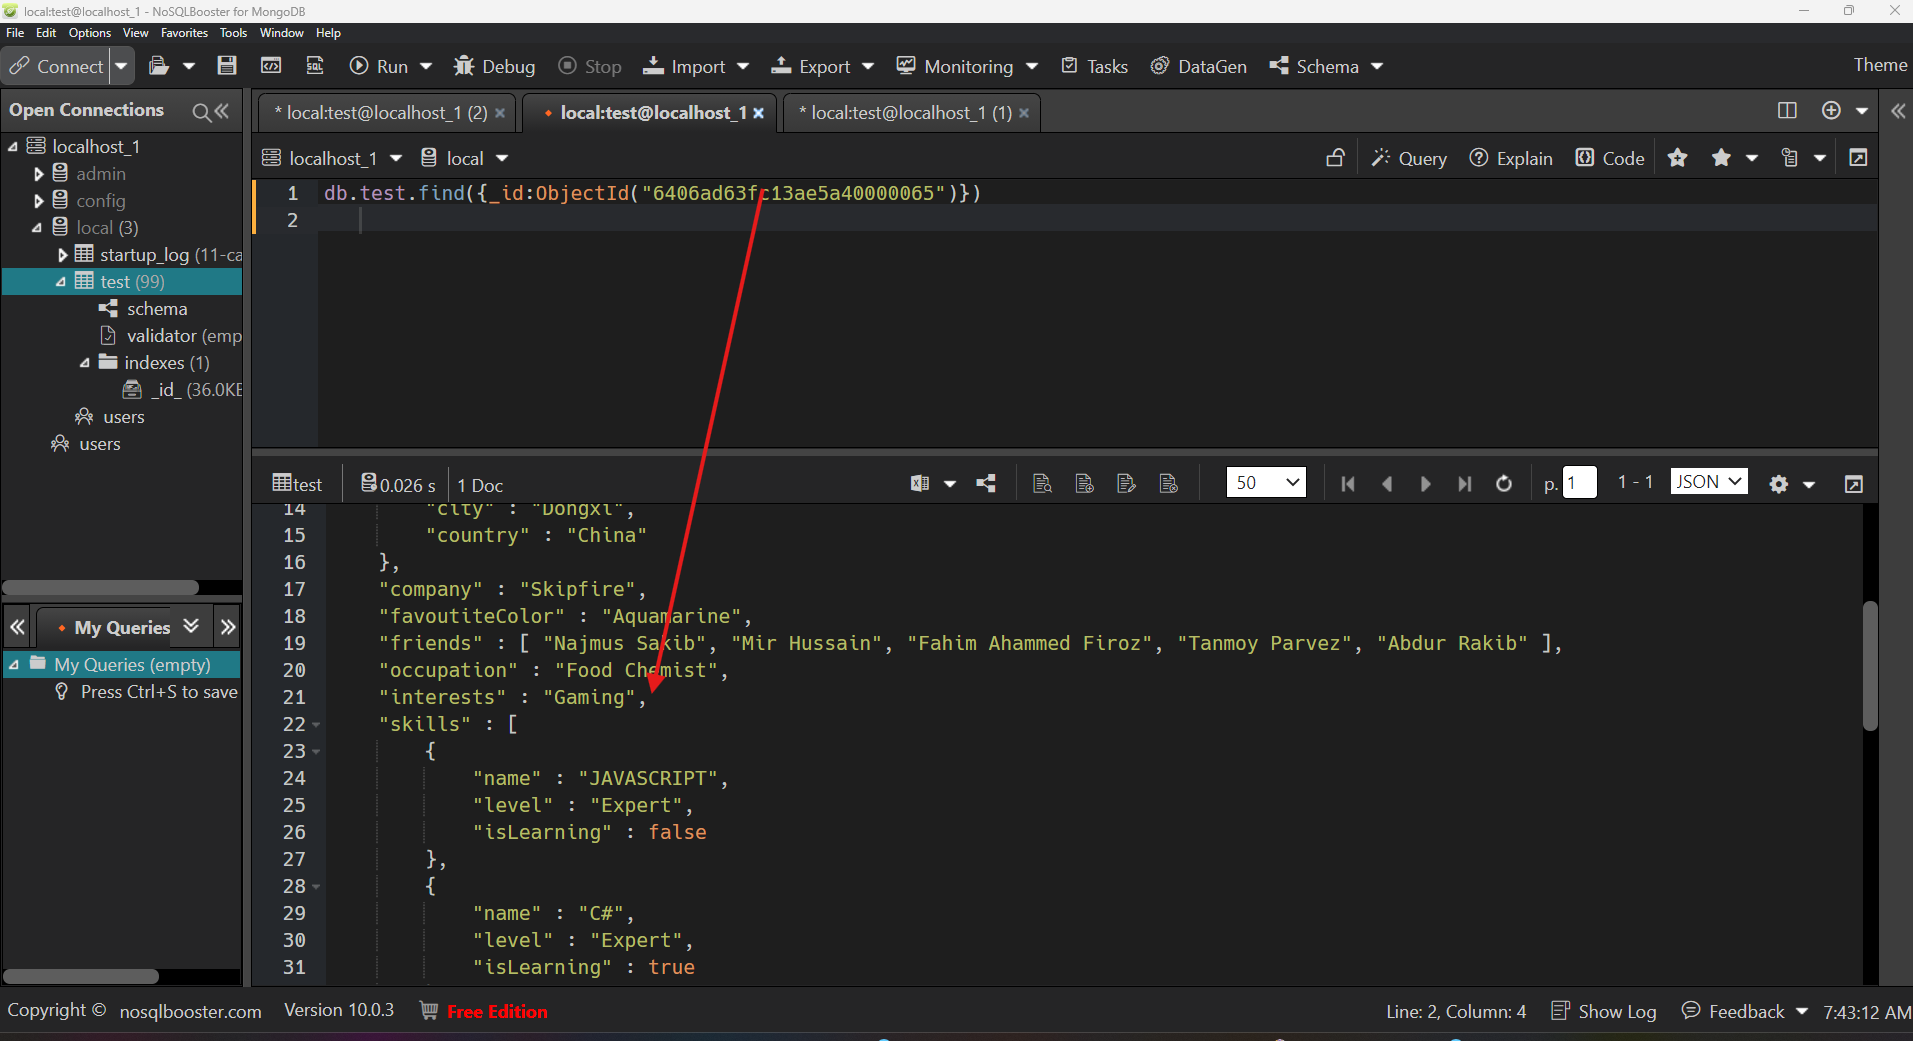 local:test@localhost_1 - NoSQLBooster for MongoDB
File Edit Options View Favorites Tools Window Help
Connect Run Debug Stop Import Export Monitoring Tasks DataGen Schema Theme
Open Connections
* local:test@localhost_1 (2) local:test@localhost_1 * local:test@localhost_1 (1)
localhost_1
admin
config
local (3)
startup_log (11-ca
test (99)
schema
validator (emp
indexes (1)
_id_ (36.0KB
users
users
localhost_1 local Query Explain Code
1 db.test.find({_id:ObjectId("6406ad63fc13ae5a40000065")})
2
test 0.026 s 1 Doc 50 p. 1 1 - 1 JSON
14 "city" : "Dongxi",
15 "country" : "China"
16 },
17 "company" : "Skipfire",
18 "favoutiteColor" : "Aquamarine",
19 "friends" : [ "Najmus Sakib", "Mir Hussain", "Fahim Ahammed Firoz", "Tanmoy Parvez", "Abdur Rakib" ],
20 "occupation" : "Food Chemist",
21 "interests" : "Gaming",
22 "skills" : [
23 {
24 "name" : "JAVASCRIPT",
25 "level" : "Expert",
26 "isLearning" : false
27 },
28 {
29 "name" : "C#",
30 "level" : "Expert",
31 "isLearning" : true
My Queries
My Queries (empty)
Press Ctrl+S to save
Copyright © nosqlbooster.com Version 10.0.3 Free Edition Line: 2, Column: 4 Show Log Feedback 7:43:12 AM